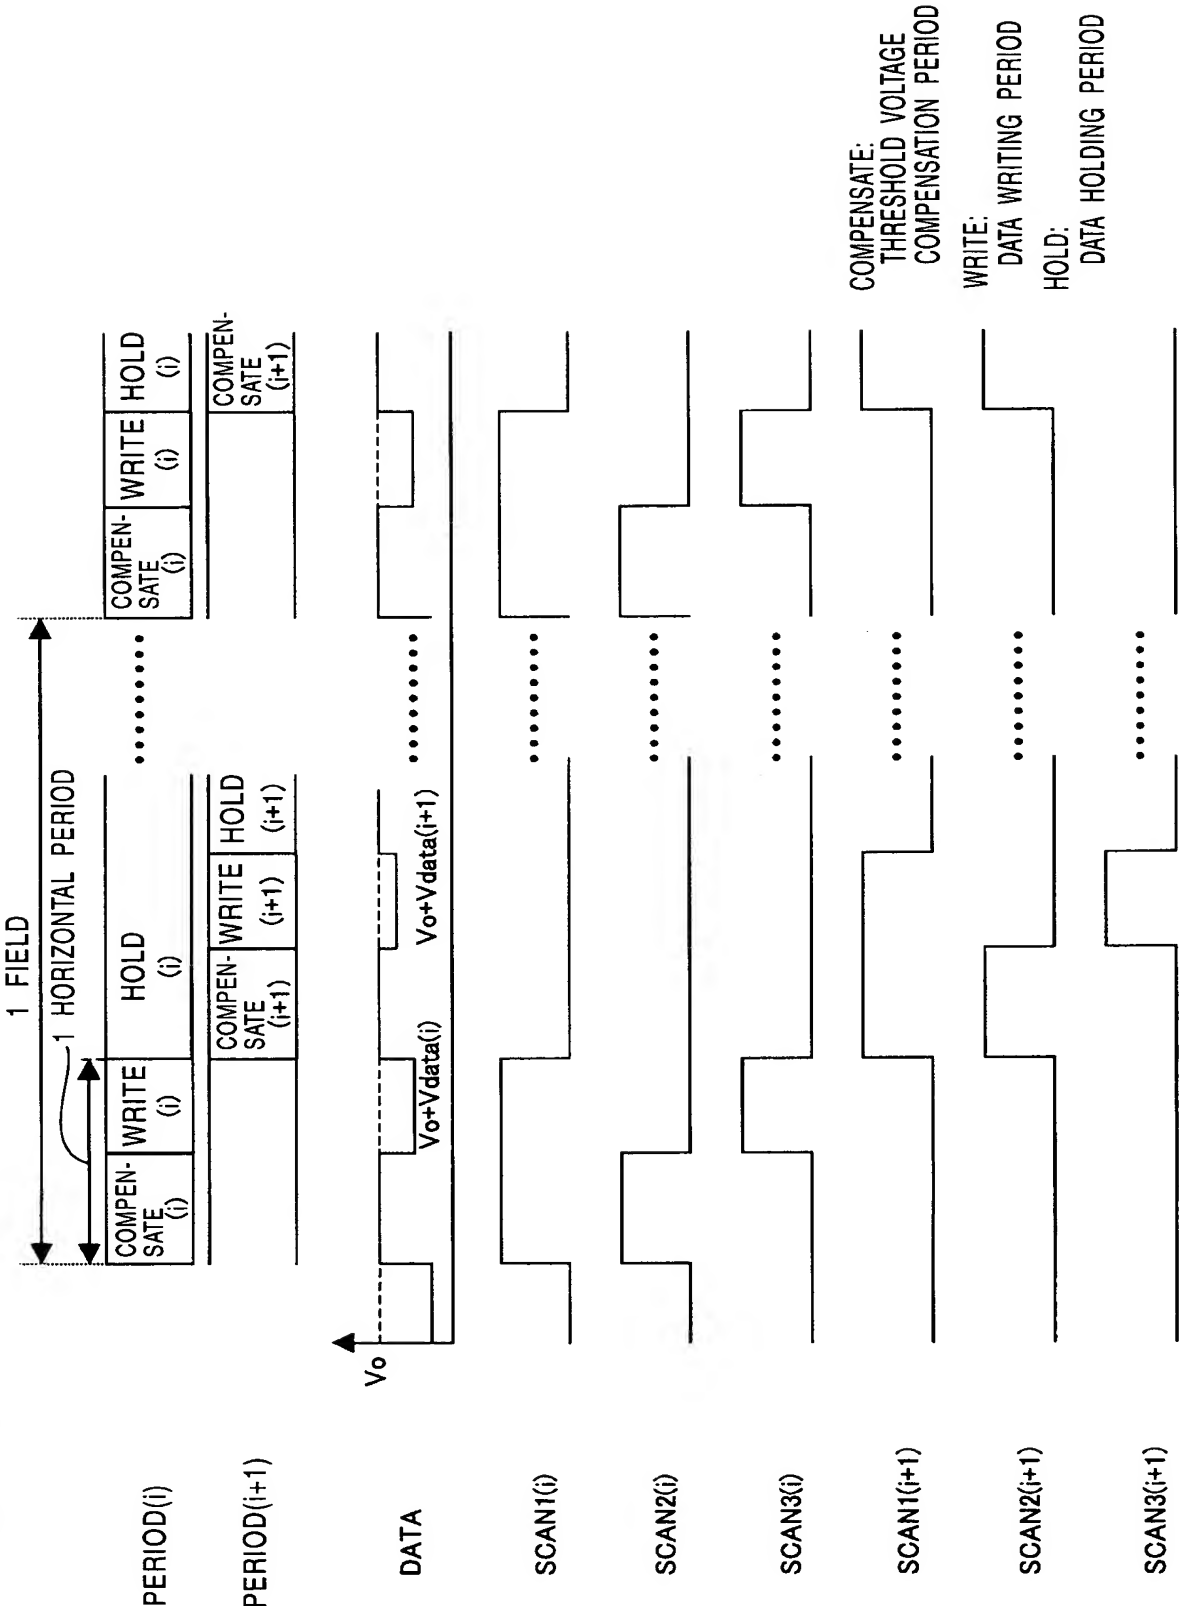 1 FIELD
1 HORIZONTAL PERIOD
PERIOD(i)
COMPEN-
SATE
(i)
WRITE
(i)
HOLD
(i)
COMPEN-
SATE
(i)
WRITE
(i)
HOLD
(i)
PERIOD(i+1)
COMPEN-
SATE
(i+1)
WRITE
(i+1)
HOLD
(i+1)
COMPEN-
SATE
(i+1)
Vo
DATA
Vo+Vdata(i)
Vo+Vdata(i+1)
SCAN1(i)
SCAN2(i)
SCAN3(i)
SCAN1(i+1)
SCAN2(i+1)
SCAN3(i+1)
COMPENSATE:
THRESHOLD VOLTAGE
COMPENSATION PERIOD
WRITE:
DATA WRITING PERIOD
HOLD:
DATA HOLDING PERIOD